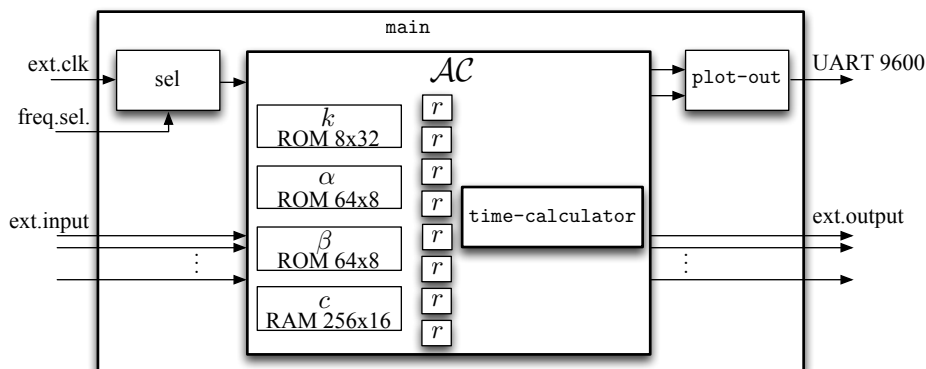 main
ext.clk
sel
freq.sel.
AC
k
ROM 8x32
α
ROM 64x8
β
ROM 64x8
c
RAM 256x16
r
r
r
r
r
r
r
r
time-calculator
plot-out
UART 9600
ext.input
⋮
ext.output
⋮